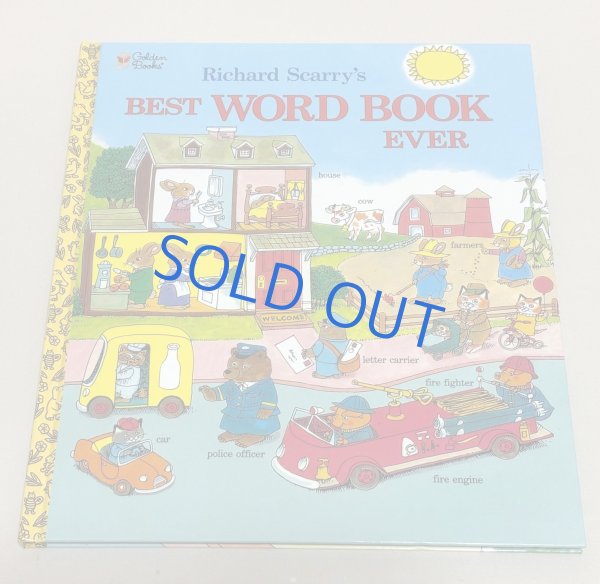 Golden
Books
Richard Scarry's
BEST WORD BOOK
EVER
house
cow
farmers
SOLD OUT
WELCOME
letter carrier
fire fighter
car
police officer
fire engine